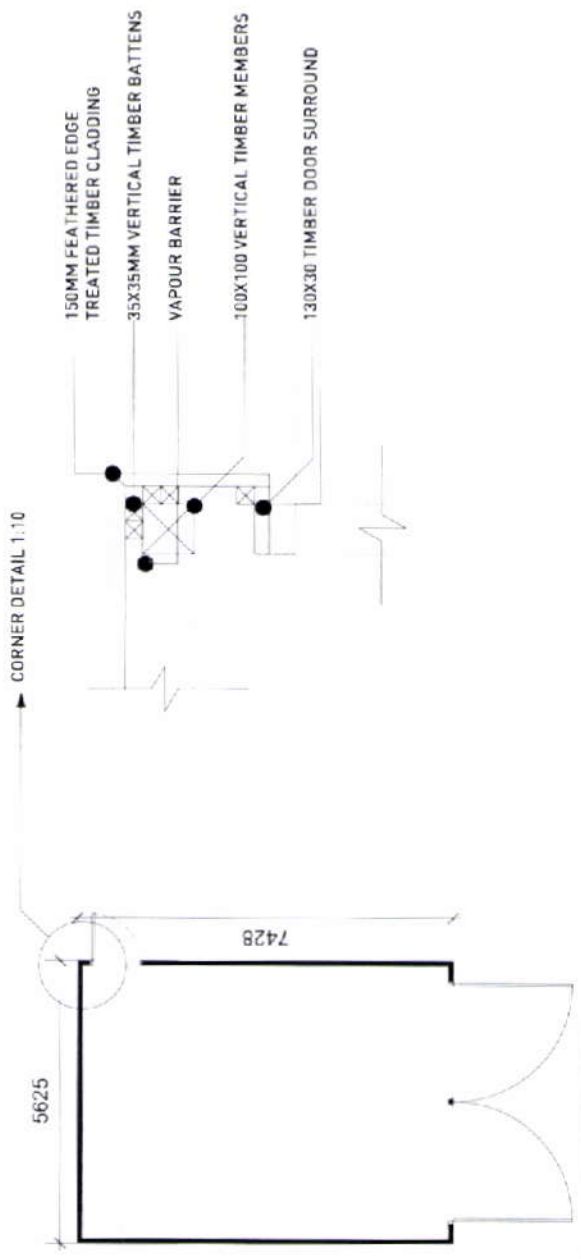 CORNER DETAIL 1:10
150MM FEATHERED EDGE
TREATED TIMBER CLADDING
35X35MM VERTICAL TIMBER BATTENS
VAPOUR BARRIER
100X100 VERTICAL TIMBER MEMBERS
130X30 TIMBER DOOR SURROUND
5625
7428